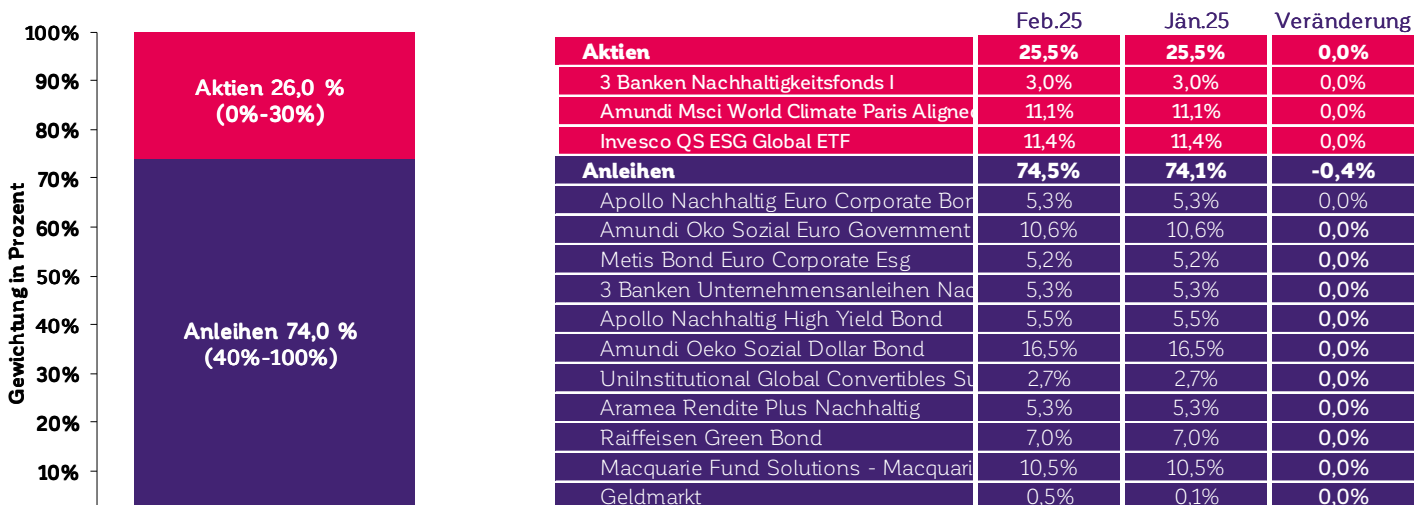 Gewichtung in Prozent
100%
90%
80%
70%
60%
50%
40%
30%
20%
10%
Aktien 26,0 %
(0%-30%)
Anleihen 74,0 %
(40%-100%)
Feb.25 Jän.25 Veränderung
Aktien 25,5% 25,5% 0,0%
3 Banken Nachhaltigkeitsfonds I 3,0% 3,0% 0,0%
Amundi Msci World Climate Paris Aligned 11,1% 11,1% 0,0%
Invesco QS ESG Global ETF 11,4% 11,4% 0,0%
Anleihen 74,5% 74,1% -0,4%
Apollo Nachhaltig Euro Corporate Bon 5,3% 5,3% 0,0%
Amundi Oko Sozial Euro Government 10,6% 10,6% 0,0%
Metis Bond Euro Corporate Esg 5,2% 5,2% 0,0%
3 Banken Unternehmensanleihen Nac 5,3% 5,3% 0,0%
Apollo Nachhaltig High Yield Bond 5,5% 5,5% 0,0%
Amundi Oeko Sozial Dollar Bond 16,5% 16,5% 0,0%
UniInstitutional Global Convertibles Su 2,7% 2,7% 0,0%
Aramea Rendite Plus Nachhaltig 5,3% 5,3% 0,0%
Raiffeisen Green Bond 7,0% 7,0% 0,0%
Macquarie Fund Solutions - Macquari 10,5% 10,5% 0,0%
Geldmarkt 0,5% 0,1% 0,0%